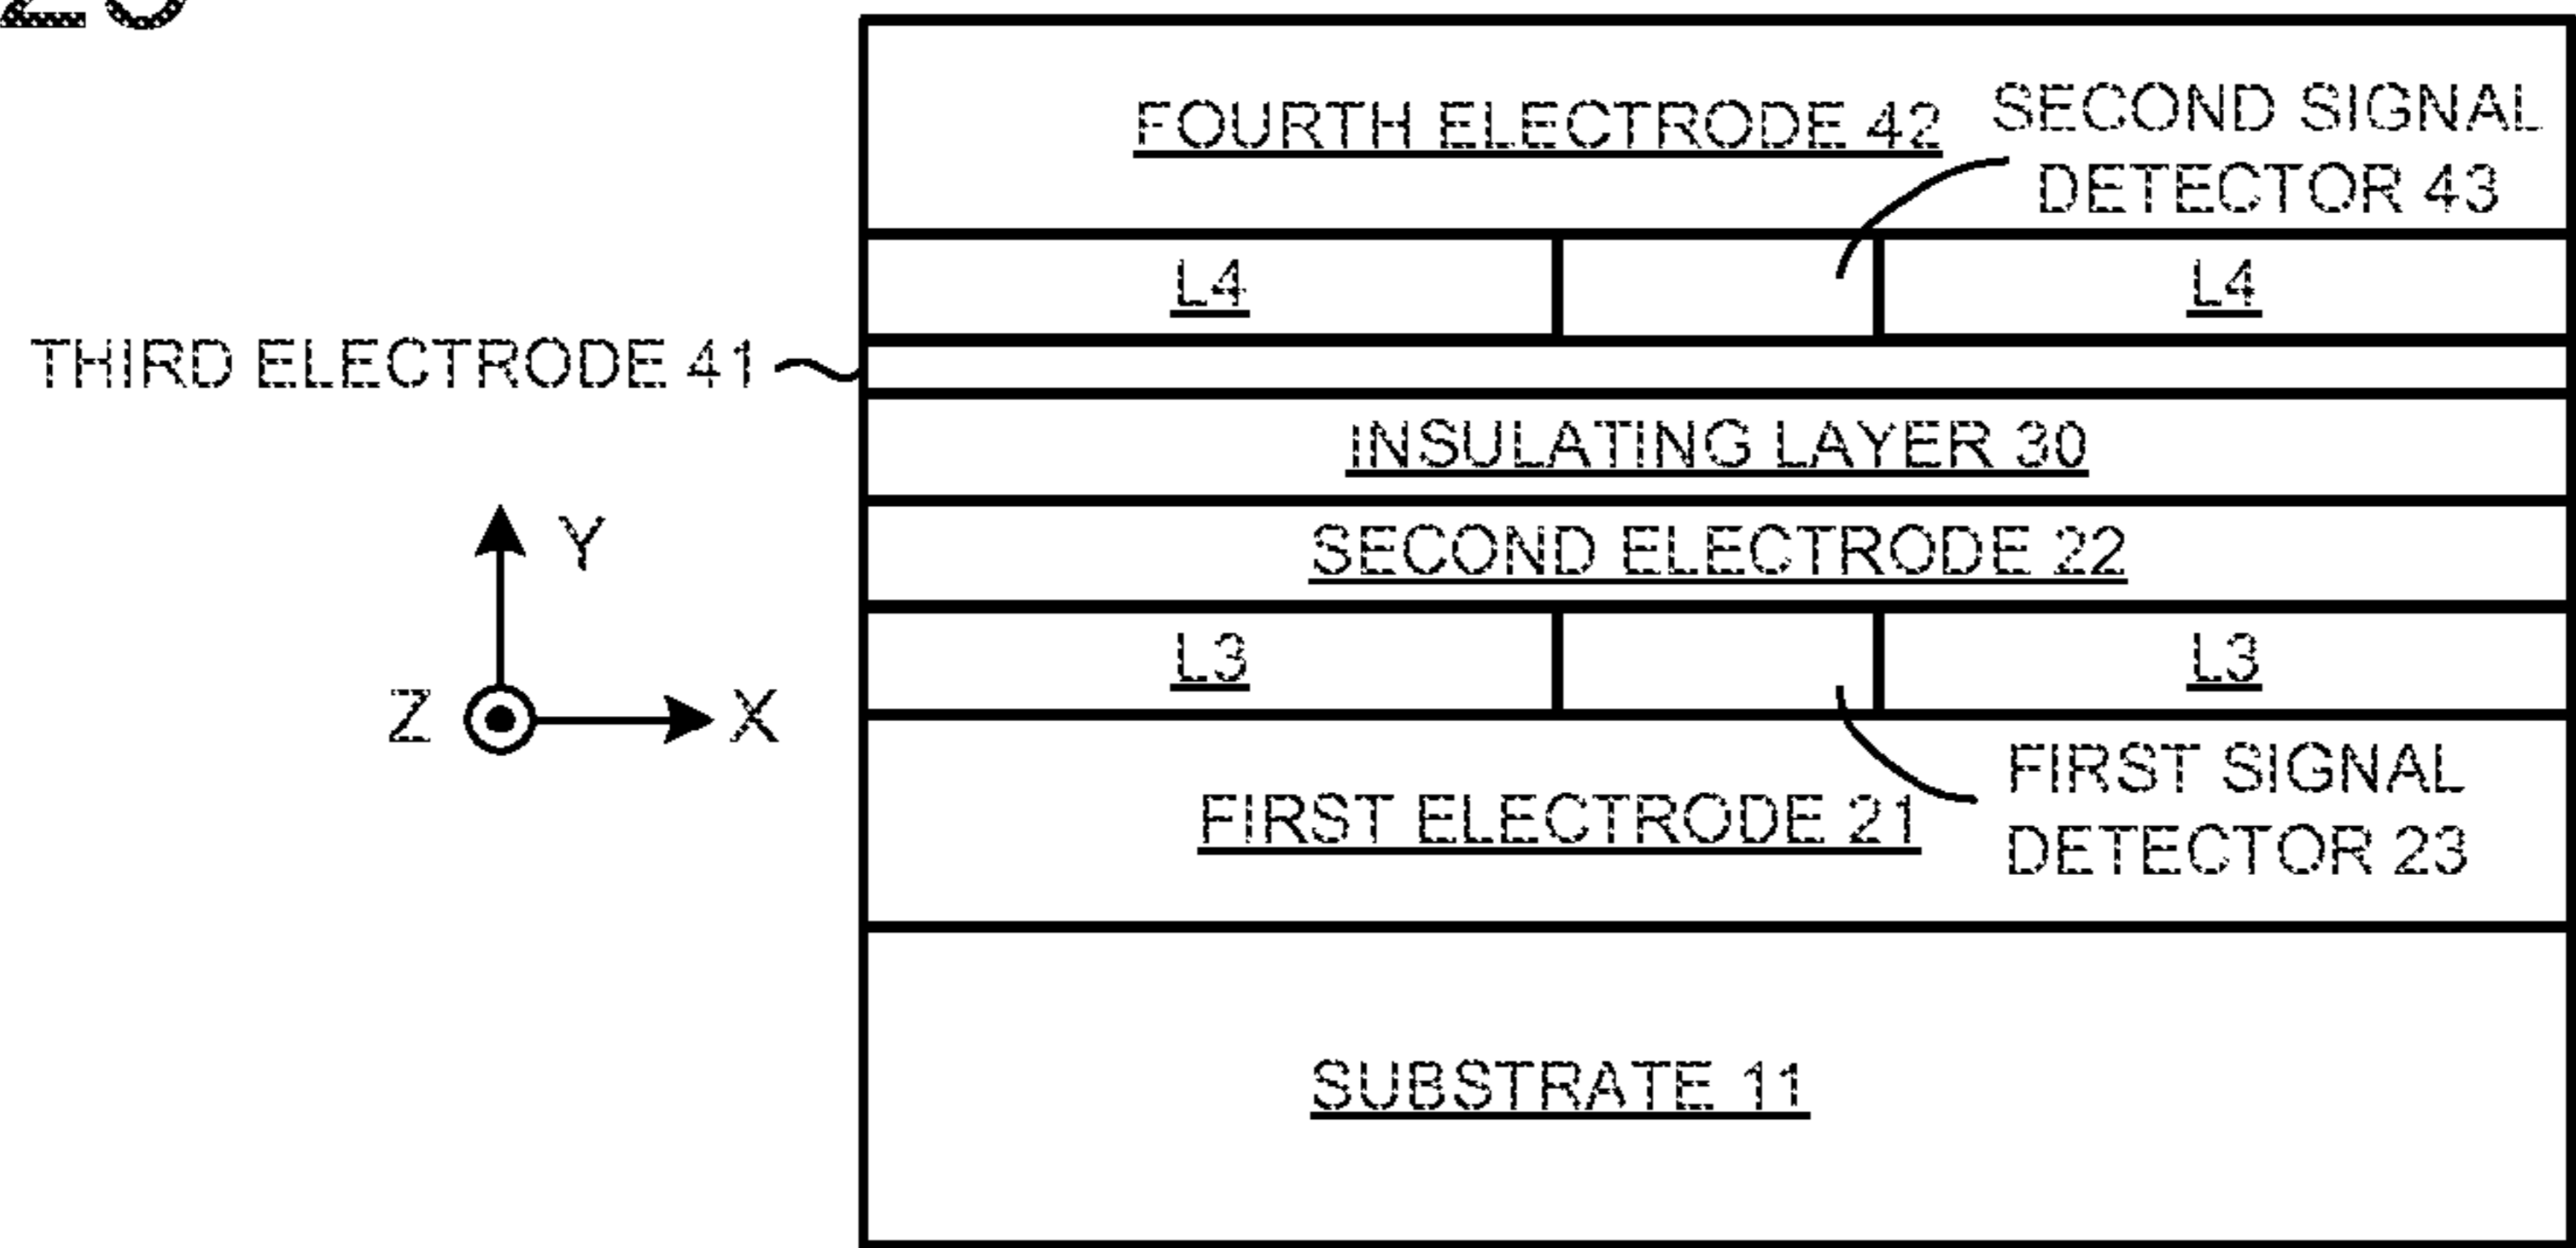 FOURTH ELECTRODE 42
SECOND SIGNAL
DETECTOR 43
L4
L4
THIRD ELECTRODE 41
INSULATING LAYER 30
SECOND ELECTRODE 22
Y
L3
L3
Z
X
FIRST ELECTRODE 21
FIRST SIGNAL
DETECTOR 23
SUBSTRATE 11